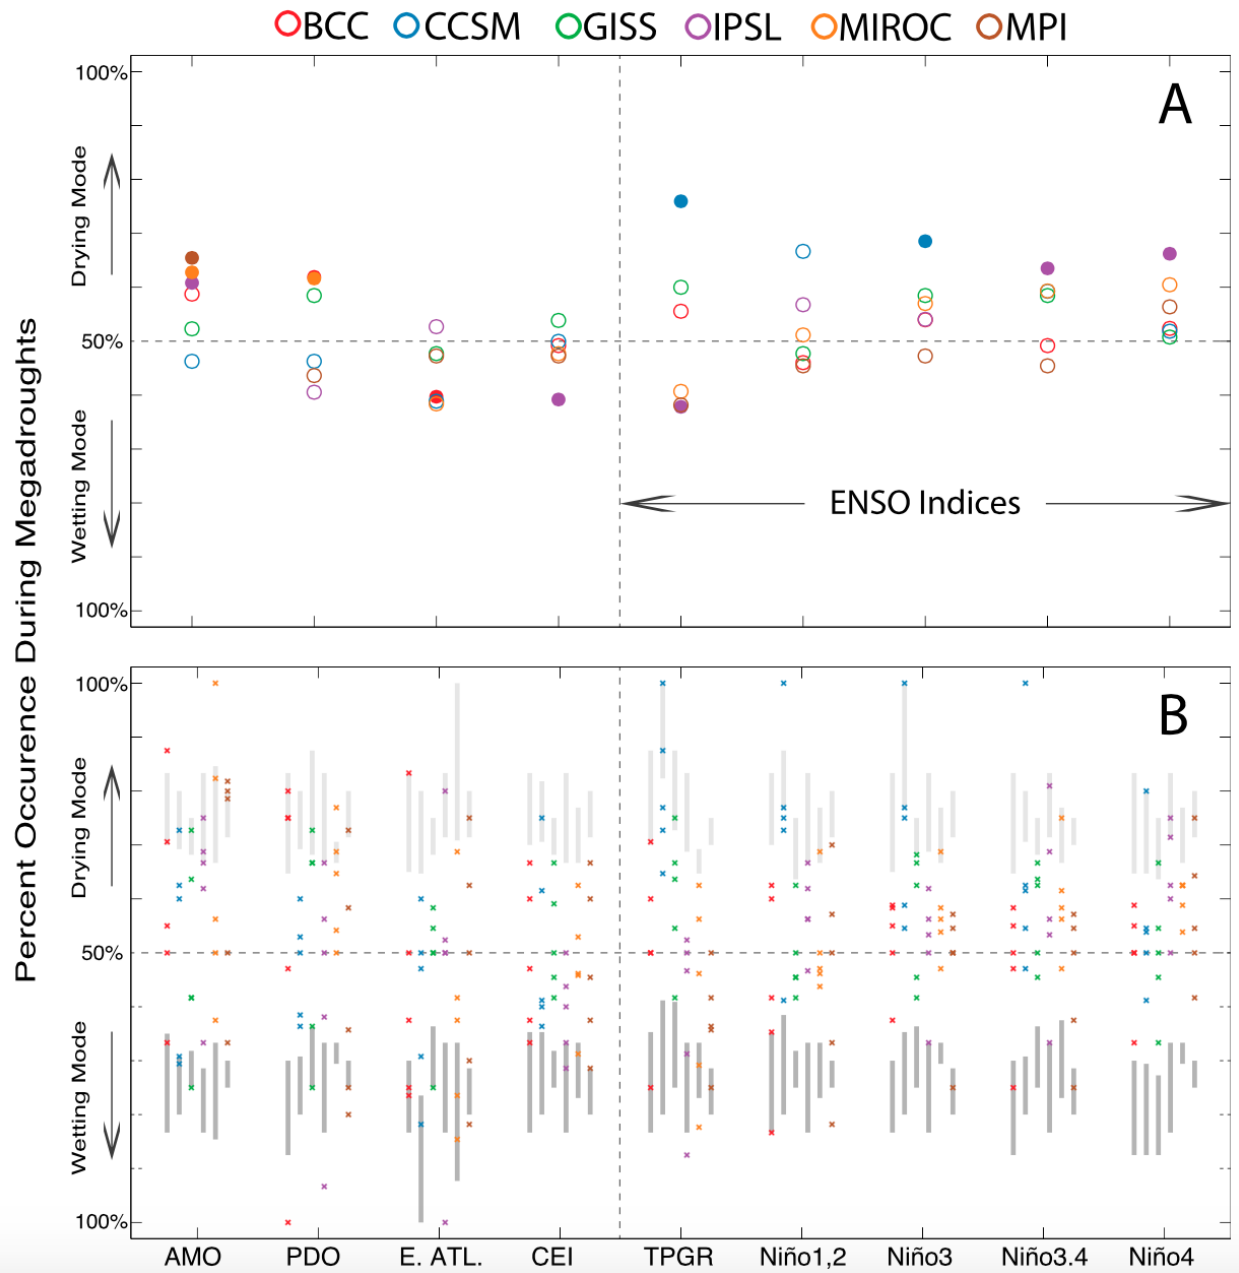 BCC CCSM GISS IPSL MIROC MPI
A
100%
50%
100%
Drying Mode
Wetting Mode
ENSO Indices
Percent Occurence During Megadroughts
B
100%
50%
100%
Drying Mode
Wetting Mode
AMO PDO E. ATL. CEI TPGR Niño1,2 Niño3 Niño3.4 Niño4